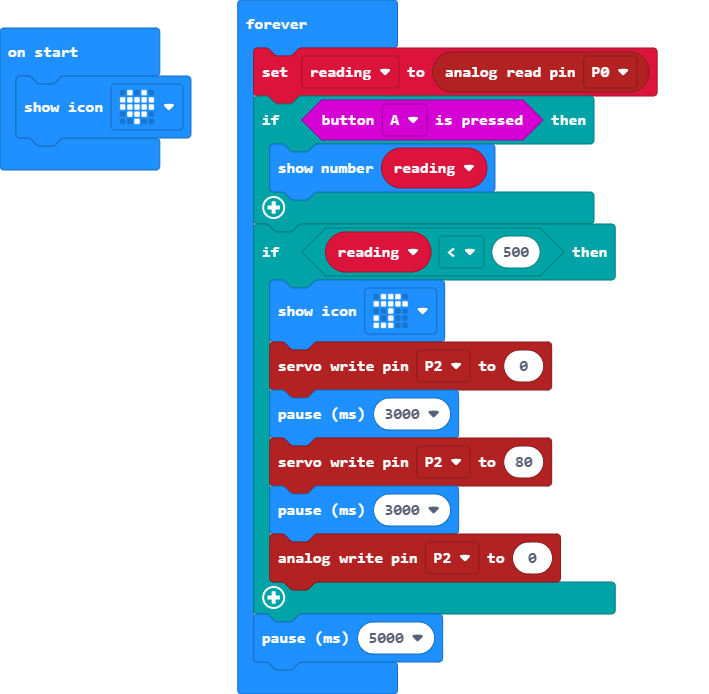 on start
show icon
forever
set reading to analog read pin P0
if button A is pressed then
show number reading
if reading < 500 then
show icon
servo write pin P2 to 0
pause (ms) 3000
servo write pin P2 to 80
pause (ms) 3000
analog write pin P2 to 0
pause (ms) 5000